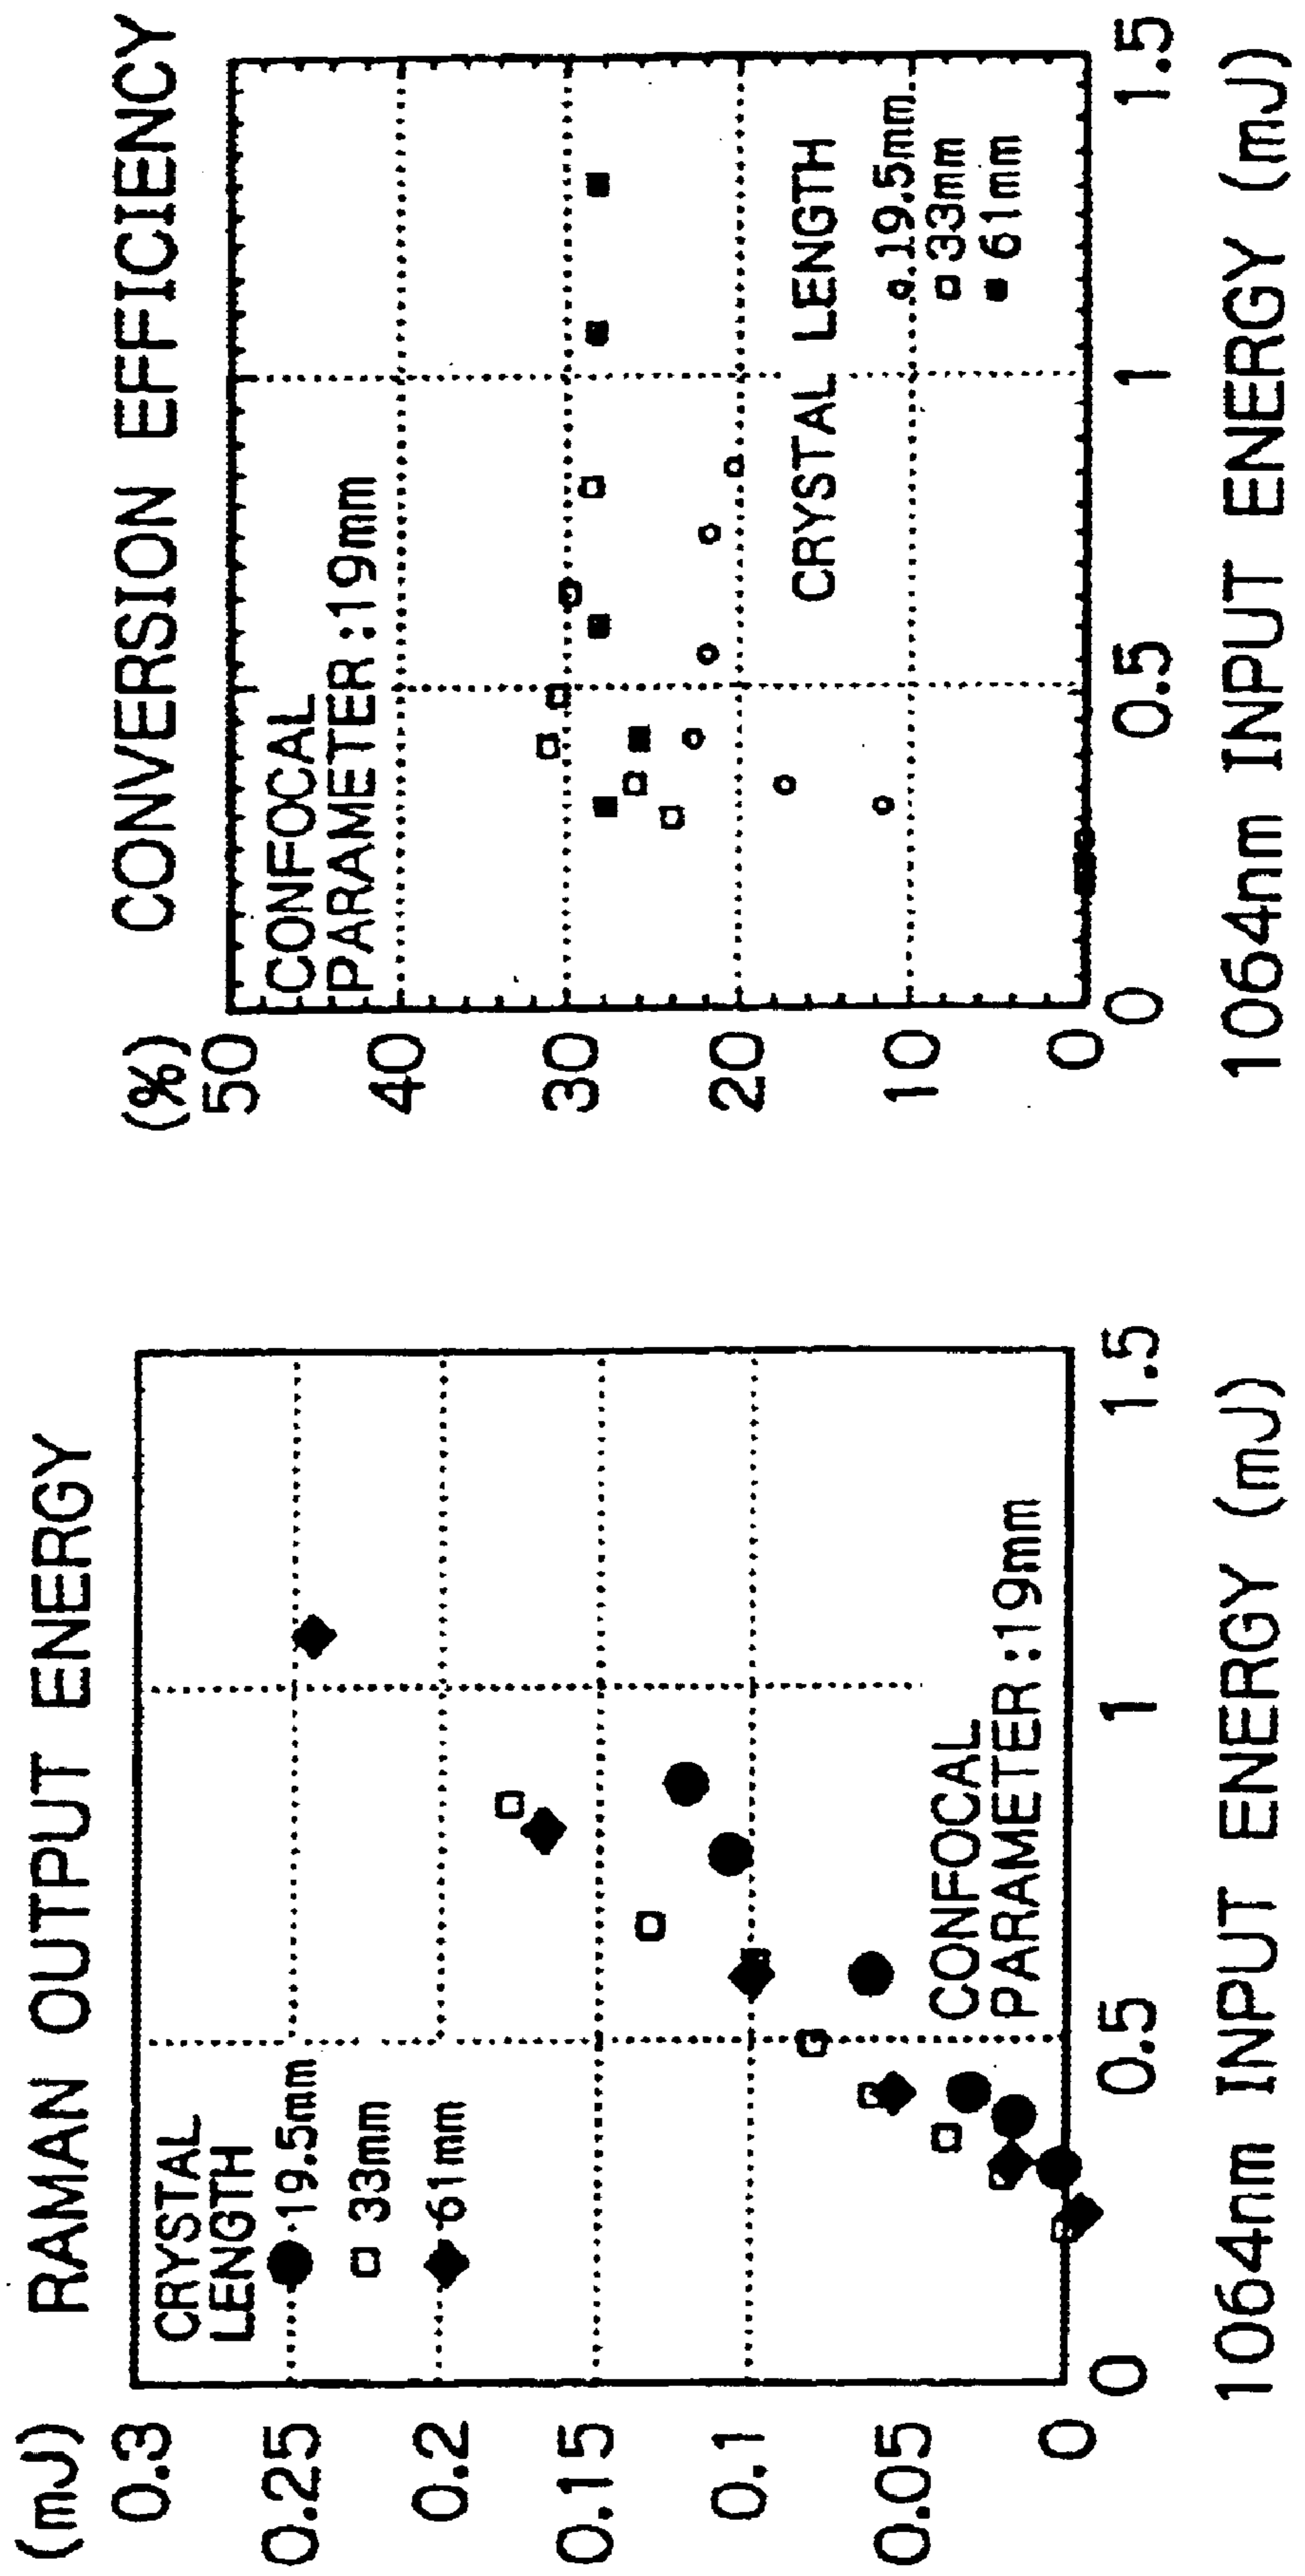 RAMAN OUTPUT ENERGY
(mJ)
0.3
0.25
0.2
0.15
0.1
0.05
0
CRYSTAL
LENGTH
19.5mm
33mm
61mm
CONFOCAL
PARAMETER:19mm
0 0.5 1 1.5
1064nm INPUT ENERGY (mJ)
CONVERSION EFFICIENCY
(%)
50
40
30
20
10
0
CONFOCAL
PARAMETER:19mm
CRYSTAL LENGTH
19.5mm
33mm
61mm
0 0.5 1 1.5
1064nm INPUT ENERGY (mJ)